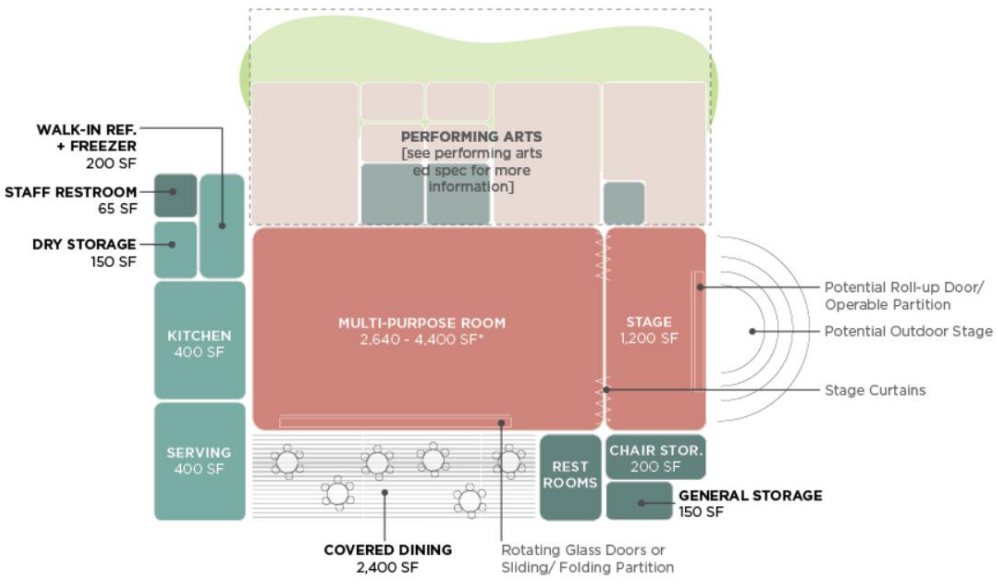 PERFORMING ARTS
[see performing arts
ed spec for more
information]
WALK-IN REF.
+ FREEZER
200 SF
STAFF RESTROOM
65 SF
DRY STORAGE
150 SF
KITCHEN
400 SF
SERVING
400 SF
MULTI-PURPOSE ROOM
2,640 - 4,400 SF*
STAGE
1,200 SF
Potential Roll-up Door/
Operable Partition
Potential Outdoor Stage
Stage Curtains
REST
ROOMS
CHAIR STOR.
200 SF
GENERAL STORAGE
150 SF
COVERED DINING
2,400 SF
Rotating Glass Doors or
Sliding/ Folding Partition